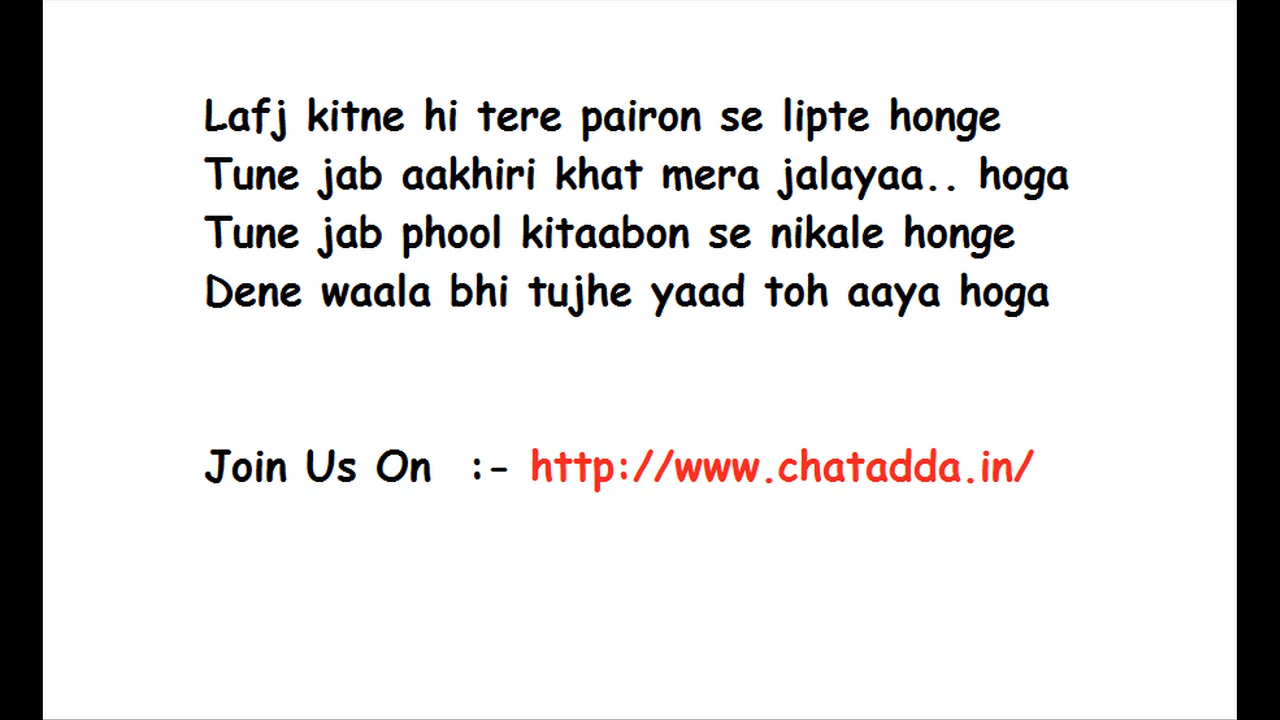 Lafj kitne hi tere pairon se lipte honge
Tune jab aakhiri khat mera jalayaa.. hoga
Tune jab phool kitaabon se nikale honge
Dene waala bhi tujhe yaad toh aaya hoga
Join Us On :- http://www.chatadda.in/